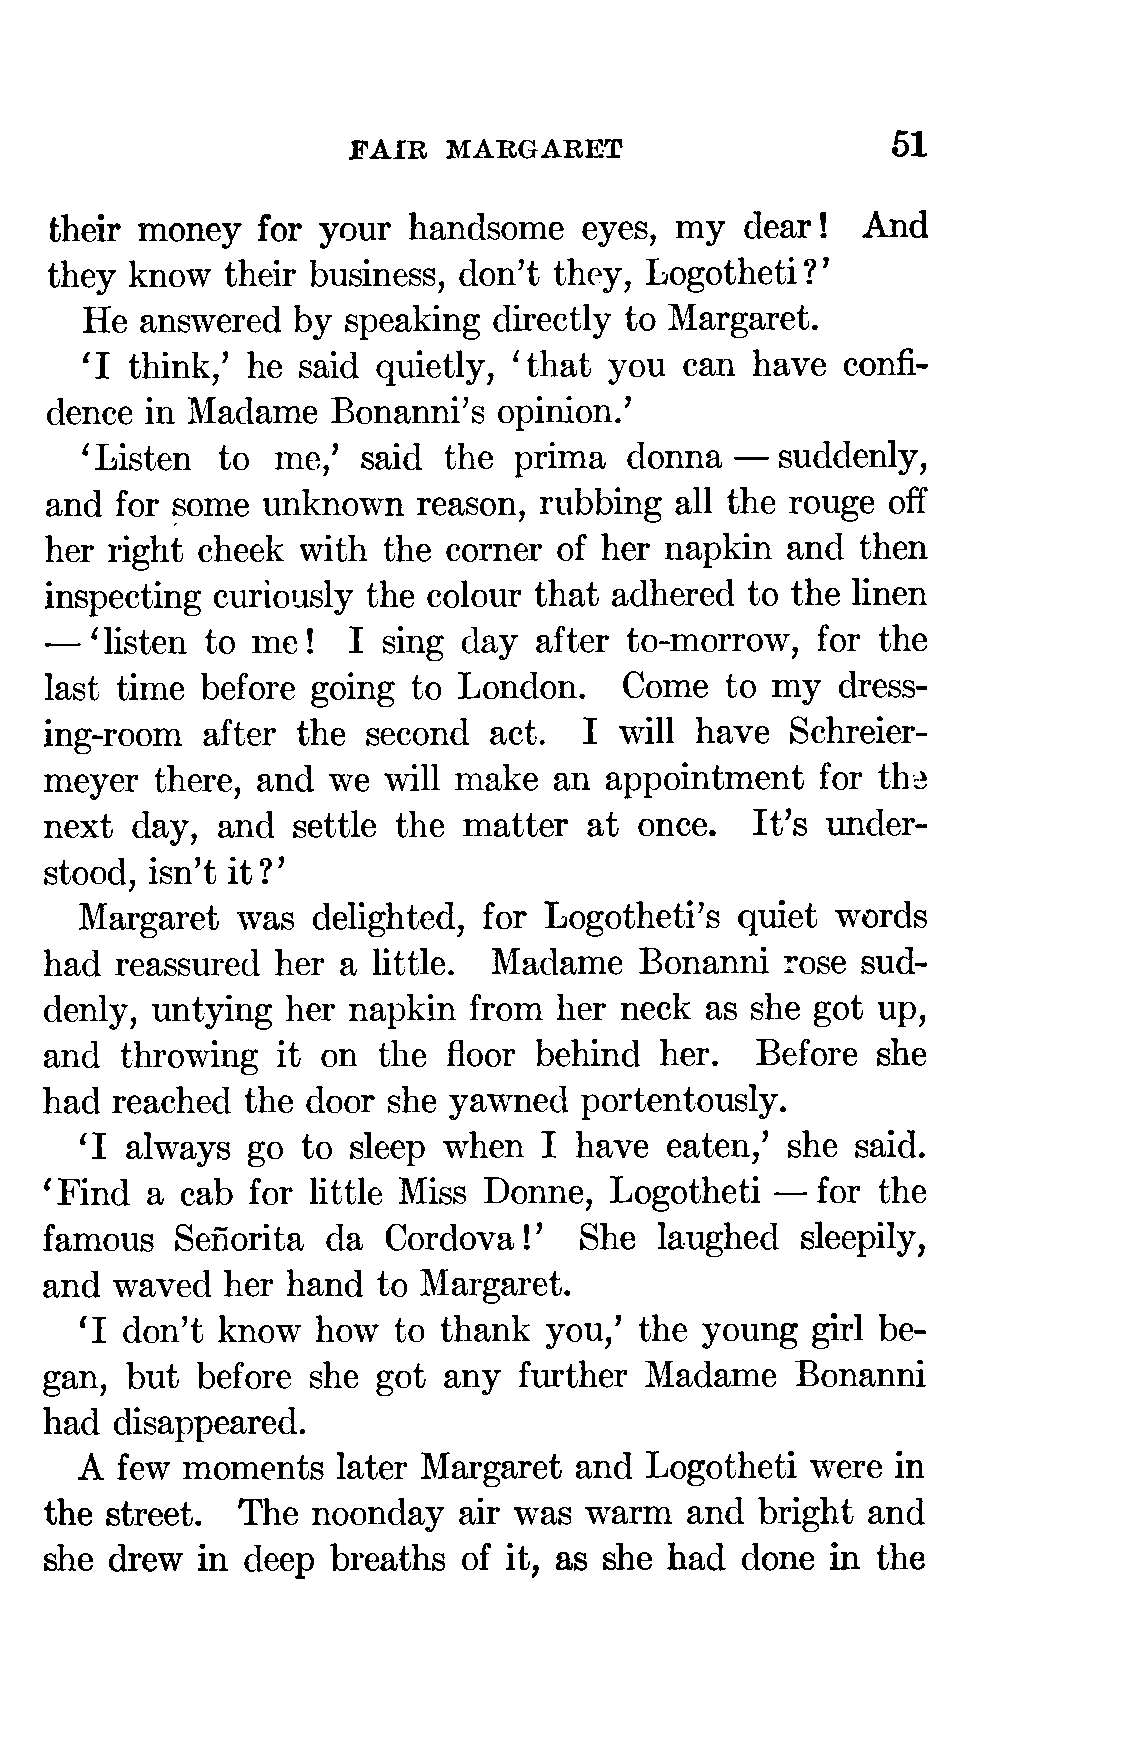 FAIR MARGARET 51
their money for your handsome eyes, my dear! And
they know their business, don't they, Logotheti?'
He answered by speaking directly to Margaret.
'I think,' he said quietly, 'that you can have confi-
dence in Madame Bonanni's opinion.'
'Listen to me,' said the prima donna — suddenly,
and for some unknown reason, rubbing all the rouge off
her right cheek with the corner of her napkin and then
inspecting curiously the colour that adhered to the linen
— 'listen to me! I sing day after to-morrow, for the
last time before going to London. Come to my dress-
ing-room after the second act. I will have Schreier-
meyer there, and we will make an appointment for the
next day, and settle the matter at once. It's under-
stood, isn't it?'
Margaret was delighted, for Logotheti's quiet words
had reassured her a little. Madame Bonanni rose sud-
denly, untying her napkin from her neck as she got up,
and throwing it on the floor behind her. Before she
had reached the door she yawned portentously.
'I always go to sleep when I have eaten,' she said.
'Find a cab for little Miss Donne, Logotheti — for the
famous Señorita da Cordova!' She laughed sleepily,
and waved her hand to Margaret.
'I don't know how to thank you,' the young girl be-
gan, but before she got any further Madame Bonanni
had disappeared.
A few moments later Margaret and Logotheti were in
the street. The noonday air was warm and bright and
she drew in deep breaths of it, as she had done in the